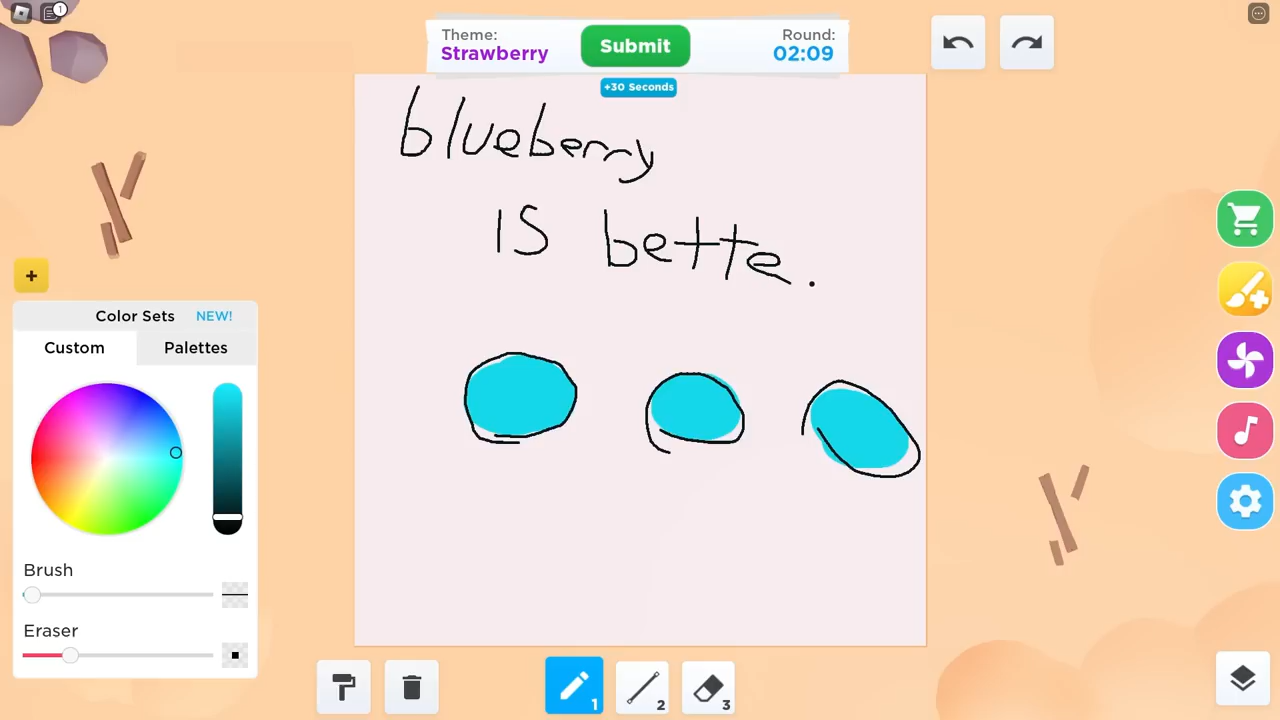 1
Theme:
Strawberry
Submit
Round:
02:09
+30 Seconds
blueberry
IS bette.
+
Color Sets NEW!
Custom
Palettes
Brush
Eraser
1
2
3